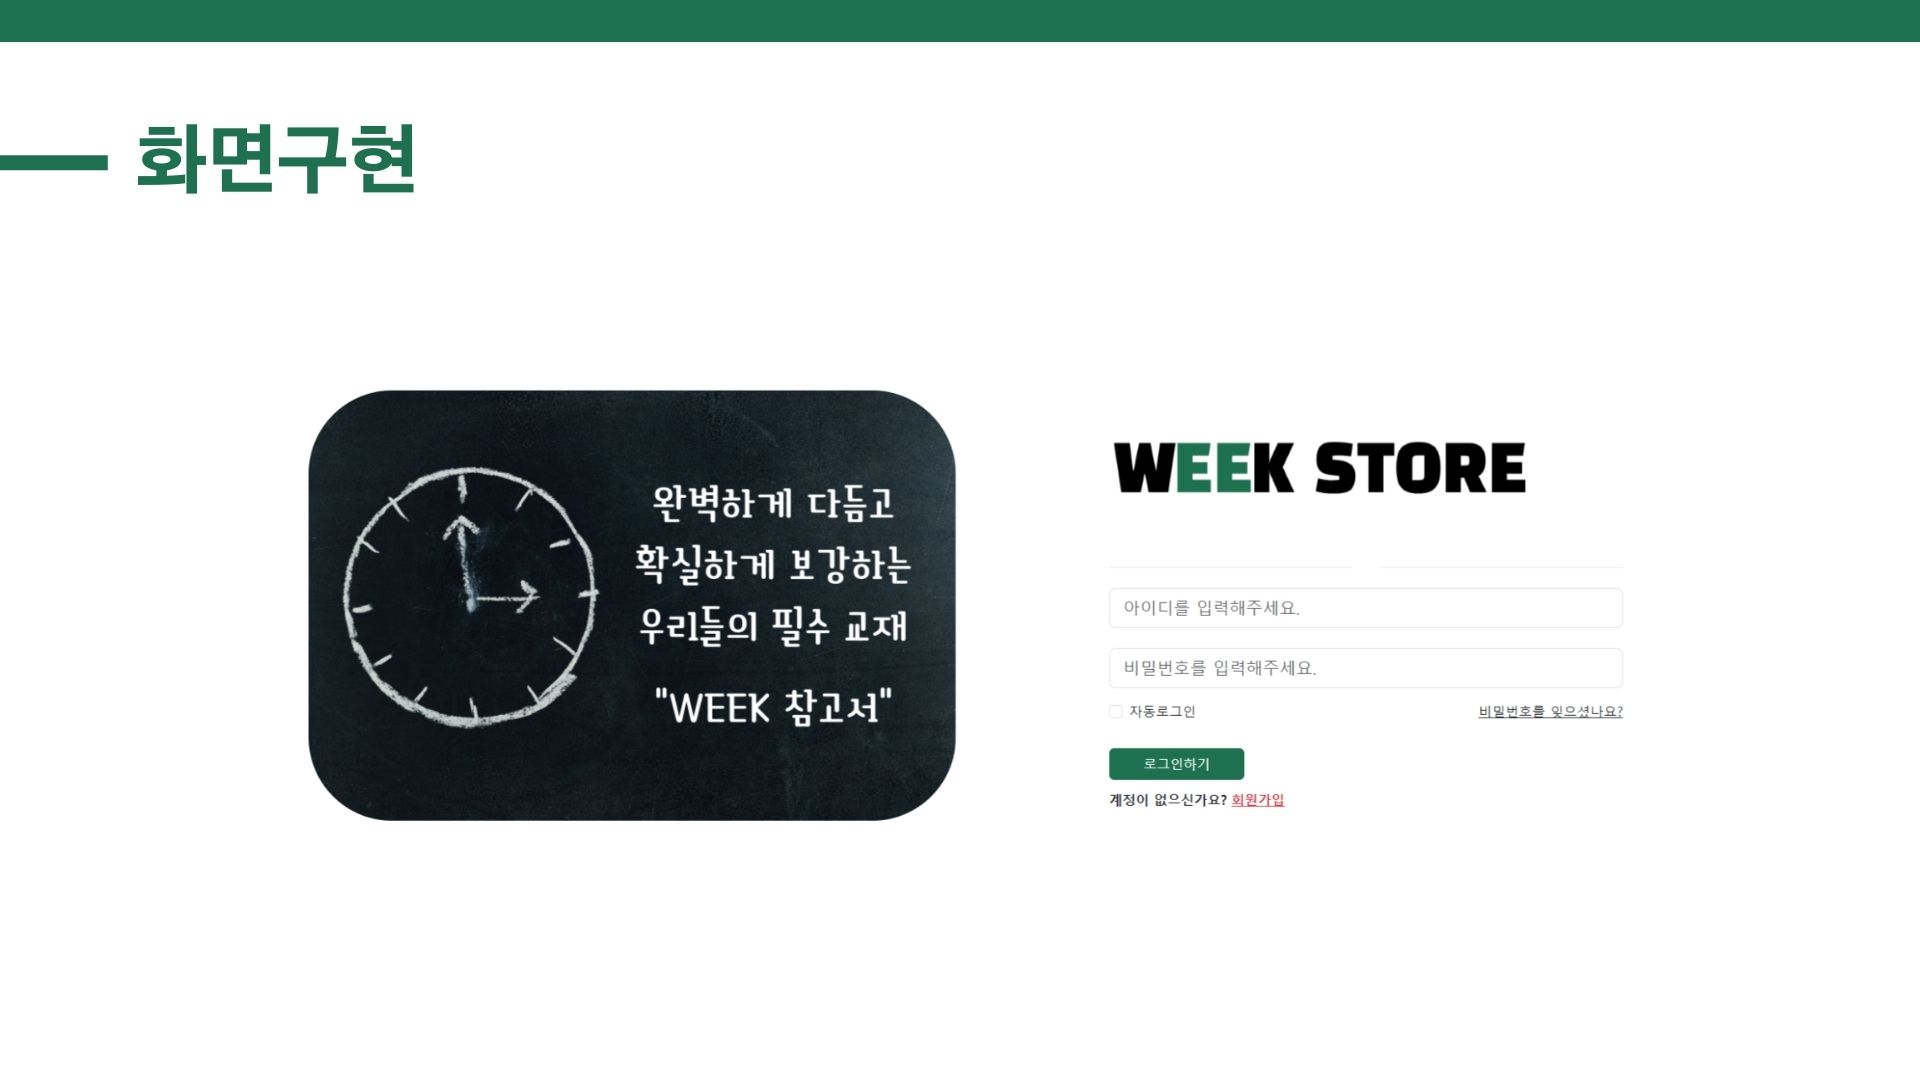 화면구현
완벽하게 다듬고
확실하게 보강하는
우리들의 필수 교재
"WEEK 참고서"
WEEK STORE
아이디를 입력해주세요.
비밀번호를 입력해주세요.
자동로그인
비밀번호를 잊으셨나요?
로그인하기
계정이 없으신가요? 회원가입